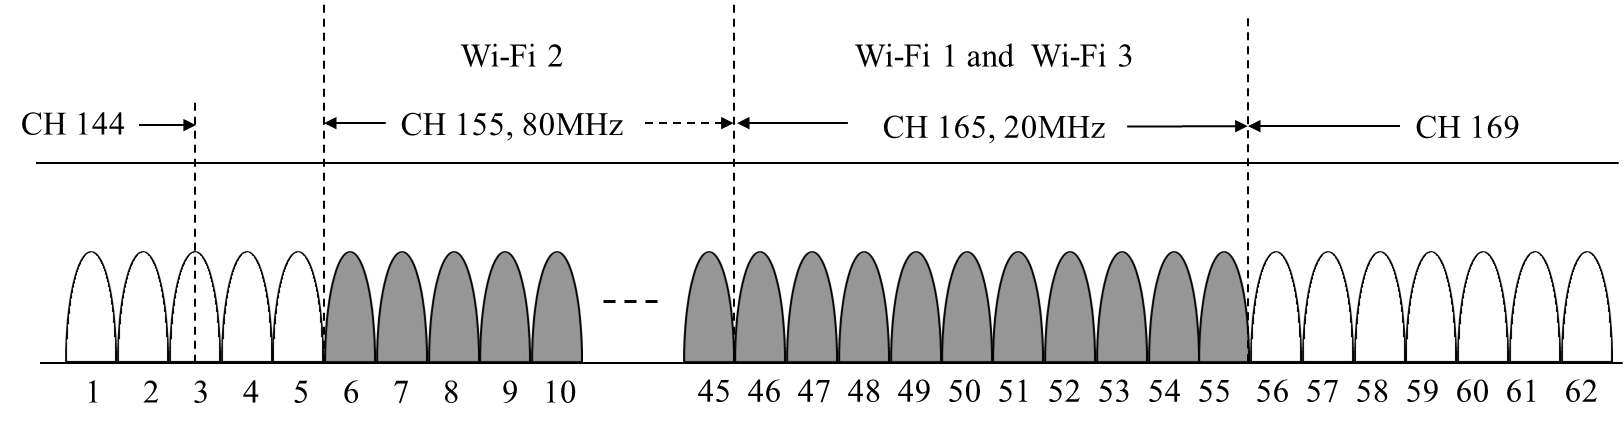 Wi-Fi 2 Wi-Fi 1 and Wi-Fi 3
CH 144 CH 155, 80MHz CH 165, 20MHz CH 169
1 2 3 4 5 6 7 8 9 10 45 46 47 48 49 50 51 52 53 54 55 56 57 58 59 60 61 62